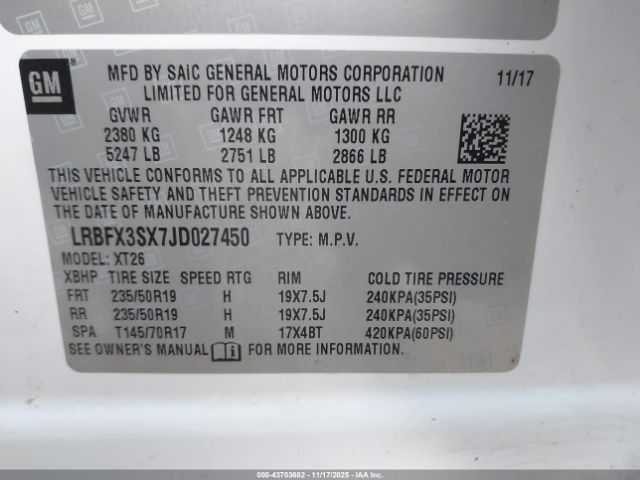 GM
MFD BY SAIC GENERAL MOTORS CORPORATION 11/17
LIMITED FOR GENERAL MOTORS LLC
GVWR GAWR FRT GAWR RR
2380 KG 1248 KG 1300 KG
5247 LB 2751 LB 2866 LB
THIS VEHICLE CONFORMS TO ALL APPLICABLE U.S. FEDERAL MOTOR
VEHICLE SAFETY AND THEFT PREVENTION STANDARDS IN EFFECT ON
THE DATE OF MANUFACTURE SHOWN ABOVE.
LRBFX3SX7JD027450 TYPE: M.P.V.
MODEL: XT26
XBHP TIRE SIZE SPEED RTG RIM COLD TIRE PRESSURE
FRT 235/50R19 H 19X7.5J 240KPA(35PSI)
RR 235/50R19 H 19X7.5J 240KPA(35PSI)
SPA T145/70R17 M 17X4BT 420KPA(60PSI)
SEE OWNER'S MANUAL FOR MORE INFORMATION.
000-43703682 - 11/17/2025 - IAAI.CA